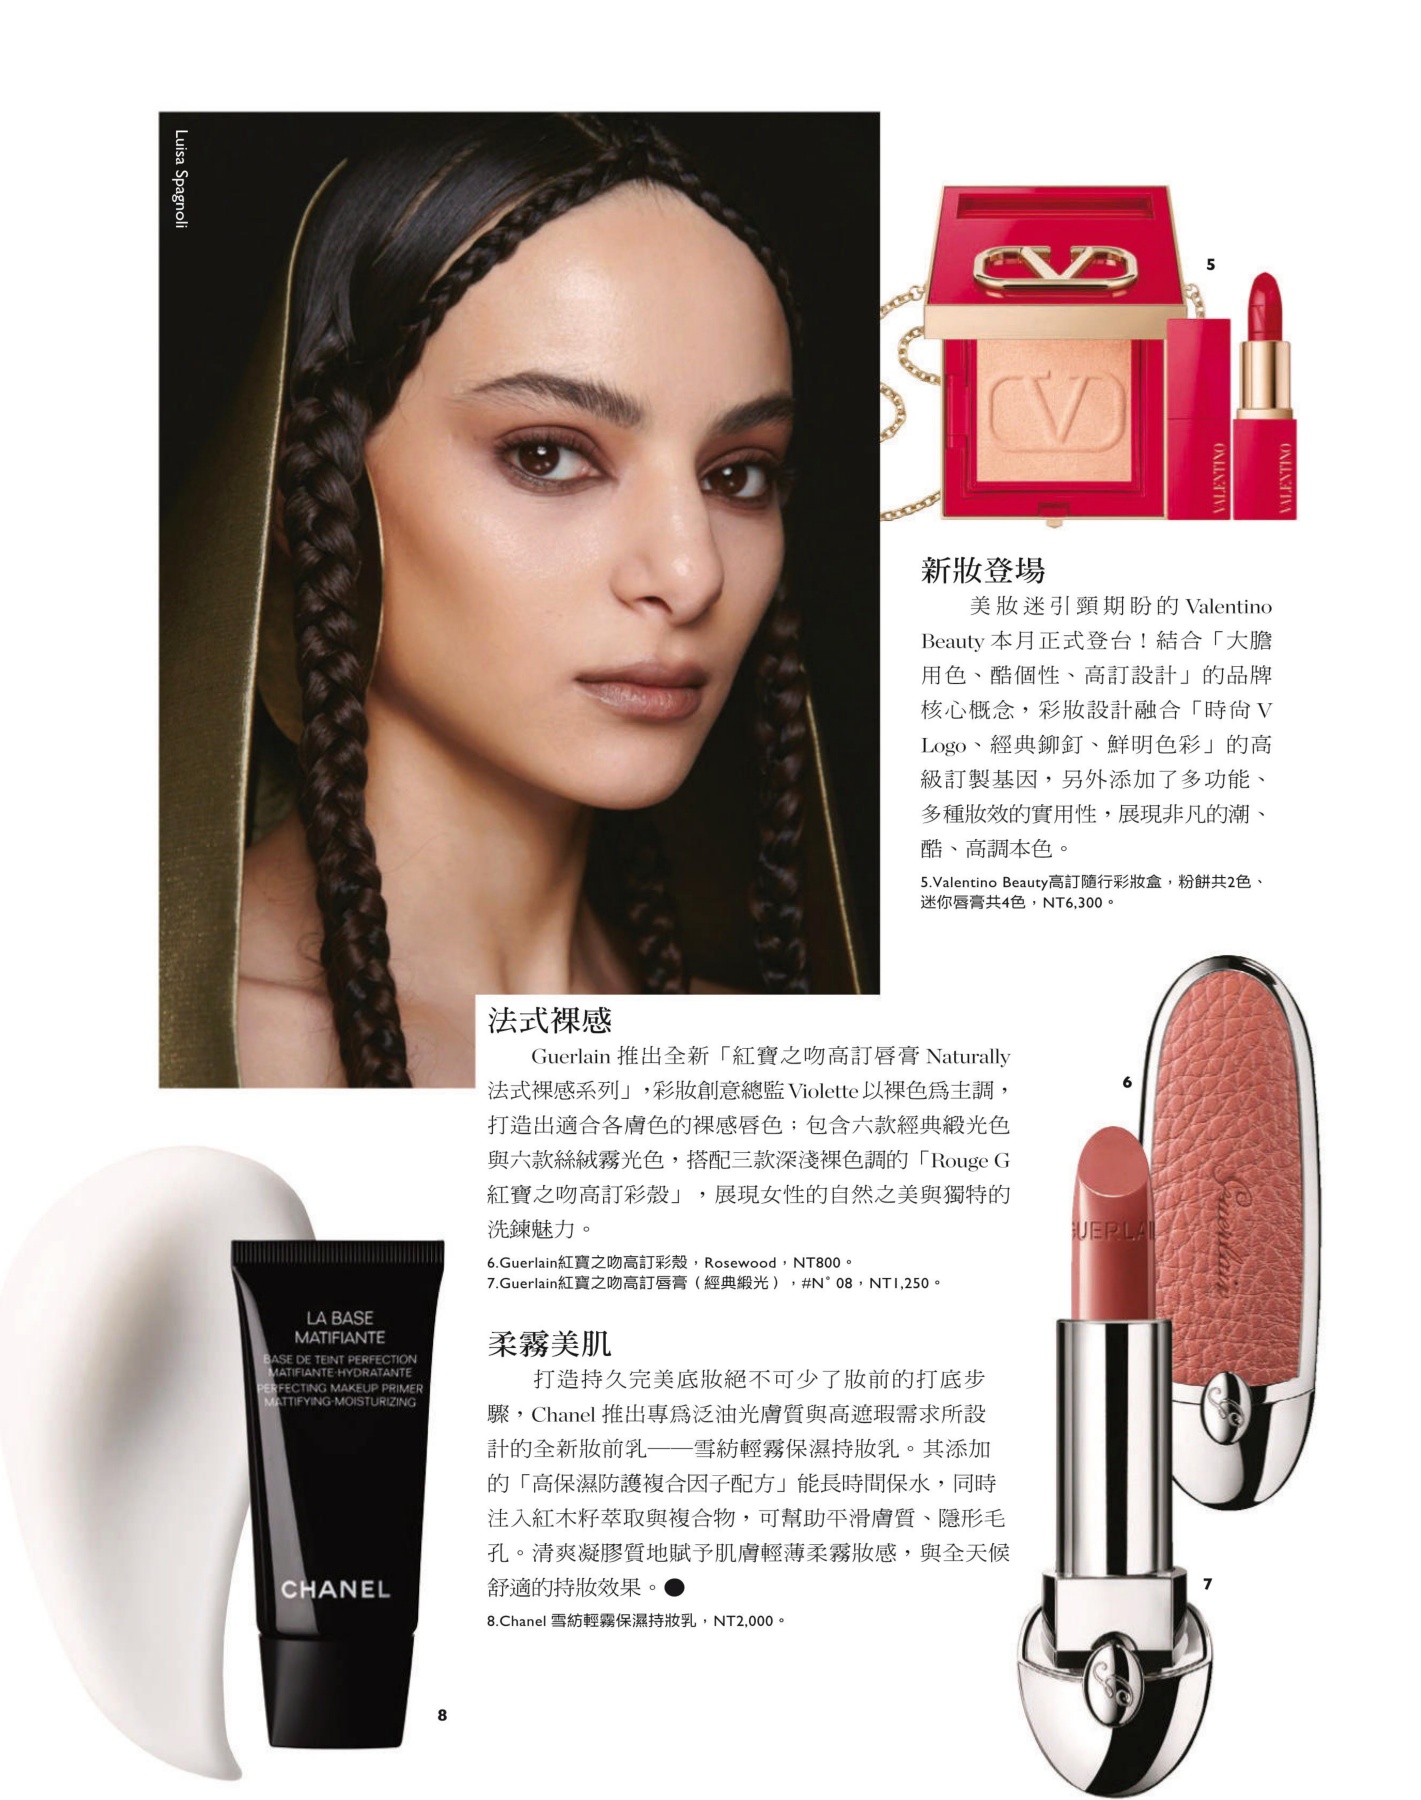 Luisa Spagnoli
5
VALENTINO
VALENTINO
新妝登場
美妝迷引頸期盼的 Valentino
Beauty 本月正式登台！結合「大膽
用色、酷個性、高訂設計」的品牌
核心概念，彩妝設計融合「時尚 V
Logo、經典鉚釘、鮮明色彩」的高
級訂製基因，另外添加了多功能、
多種妝效的實用性，展現非凡的潮、
酷、高調本色。
5.Valentino Beauty高訂隨行彩妝盒，粉餅共2色、
迷你唇膏共4色，NT6,300。
法式裸感
Guerlain 推出全新「紅寶之吻高訂唇膏 Naturally
法式裸感系列」，彩妝創意總監 Violette 以裸色為主調，
打造出適合各膚色的裸感唇色；包含六款經典緞光色
與六款絲絨霧光色，搭配三款深淺裸色調的「Rouge G
紅寶之吻高訂彩殼」，展現女性的自然之美與獨特的
洗鍊魅力。
6.Guerlain紅寶之吻高訂彩殼，Rosewood，NT800。
7.Guerlain紅寶之吻高訂唇膏（經典緞光），#N° 08，NT1,250。
6
GUERLAI
Guerlain
7
柔霧美肌
打造持久完美底妝絕不可少了妝前的打底步
驟，Chanel 推出專為泛油光膚質與高遮瑕需求所設
計的全新妝前乳——雪紡輕霧保濕持妝乳。其添加
的「高保濕防護複合因子配方」能長時間保水，同時
注入紅木籽萃取與複合物，可幫助平滑膚質、隱形毛
孔。清爽凝膠質地賦予肌膚輕薄柔霧妝感，與全天候
舒適的持妝效果。●
8.Chanel 雪紡輕霧保濕持妝乳，NT2,000。
LA BASE
MATIFIANTE
BASE DE TEINT PERFECTION
MATIFIANTE-HYDRATANTE
PERFECTING MAKEUP PRIMER
MATTIFYING-MOISTURIZING
CHANEL
8